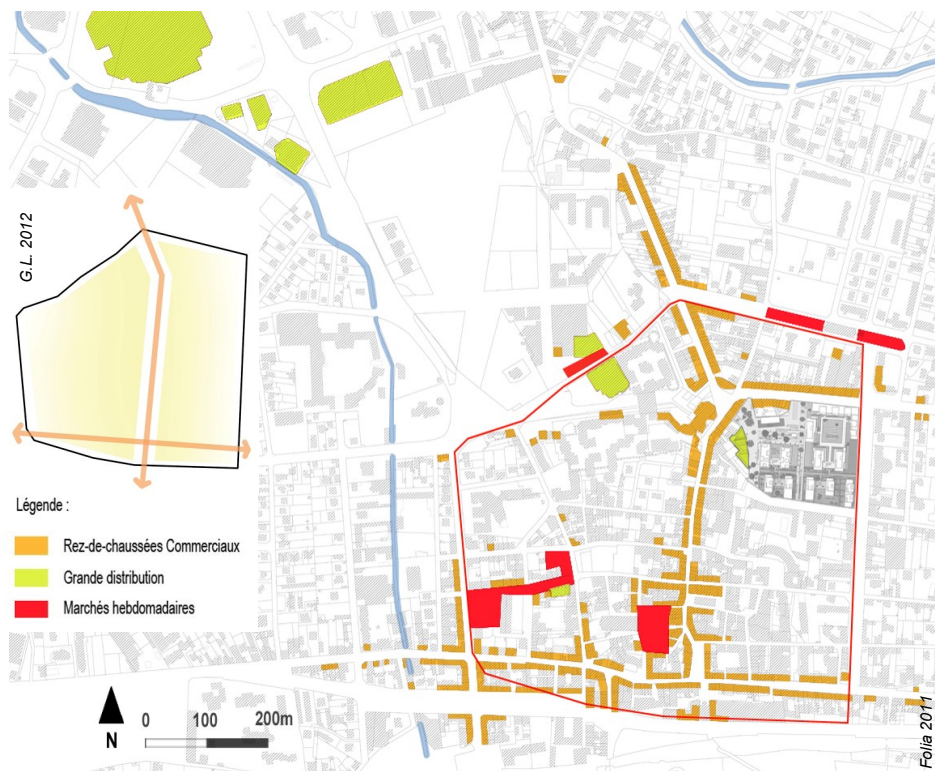 G.L. 2012
Légende :
Rez-de-chaussées Commerciaux
Grande distribution
Marchés hebdomadaires
N
0 100 200m
Folia 2011